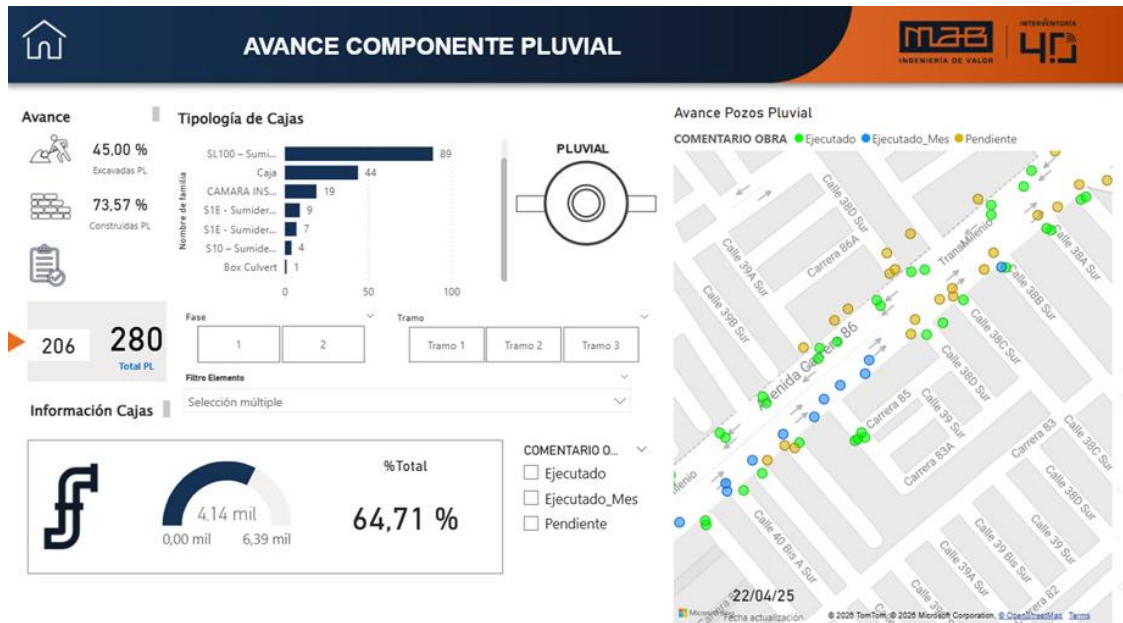 AVANCE COMPONENTE PLUVIAL
MAB
INGENIERÍA DE VALOR
INTERVENTORÍA
4.0
Avance
45,00 %
Excavadas PL
73,57 %
Construidas PL
206
280
Total PL
Tipología de Cajas
Nombre de familia
SL100 – Sumi...
89
Caja
44
CAMARA INS...
19
S1E - Sumider...
9
S1E - Sumider...
7
S10 – Sumide...
4
Box Culvert
1
0
50
100
PLUVIAL
Fase
1
2
Tramo
Tramo 1
Tramo 2
Tramo 3
Filtro Elemento
Selección múltiple
Información Cajas
4.14 mil
0,00 mil
6,39 mil
%Total
64,71 %
COMENTARIO O...
Ejecutado
Ejecutado_Mes
Pendiente
Avance Pozos Pluvial
COMENTARIO OBRA Ejecutado Ejecutado_Mes Pendiente
Calle 38D Sur
Carrera 86A
Calle 39A Sur
Calle 39B Sur
TransMilenio
Calle 38A Sur
Calle 38B Sur
Calle 38C Sur
Calle 38D Sur
Avenida Carrera 86
Carrera 85
Calle 39 Sur
Carrera 83A
Carrera 83
Calle 38C Sur
Calle 38D Sur
Calle 39 Sur
Calle 39 Bis Sur
Calle 39A Sur
Carrera 82
Calle 40 Bis A Sur
22/04/25
Fecha actualización
© 2026 TomTom, © 2026 Microsoft Corporation, © OpenStreetMap Terms